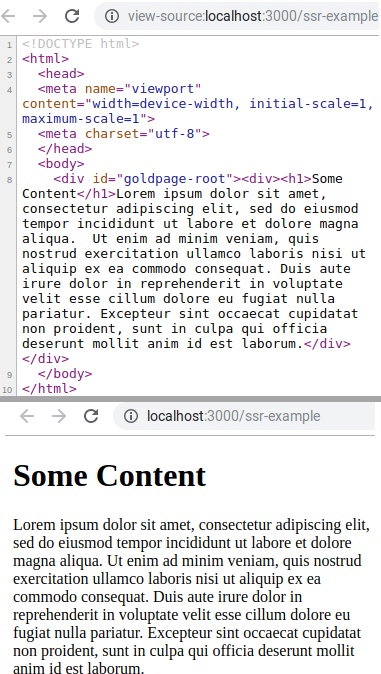 view-source:localhost:3000/ssr-example
1 <!DOCTYPE html>
2 <html>
3 <head>
4 <meta name="viewport"
content="width=device-width, initial-scale=1,
maximum-scale=1">
5 <meta charset="utf-8">
6 </head>
7 <body>
8 <div id="goldpage-root"><div><h1>Some
Content</h1>Lorem ipsum dolor sit amet,
consectetur adipiscing elit, sed do eiusmod
tempor incididunt ut labore et dolore magna
aliqua.  Ut enim ad minim veniam, quis
nostrud exercitation ullamco laboris nisi ut
aliquip ex ea commodo consequat. Duis aute
irure dolor in reprehenderit in voluptate
velit esse cillum dolore eu fugiat nulla
pariatur. Excepteur sint occaecat cupidatat
non proident, sunt in culpa qui officia
deserunt mollit anim id est laborum.</div>
</div>
9 </body>
10 </html>
localhost:3000/ssr-example
Some Content
Lorem ipsum dolor sit amet, consectetur adipiscing elit,
sed do eiusmod tempor incididunt ut labore et dolore
magna aliqua. Ut enim ad minim veniam, quis nostrud
exercitation ullamco laboris nisi ut aliquip ex ea
commodo consequat. Duis aute irure dolor in
reprehenderit in voluptate velit esse cillum dolore eu
fugiat nulla pariatur. Excepteur sint occaecat cupidatat
non proident, sunt in culpa qui officia deserunt mollit
anim id est laborum.